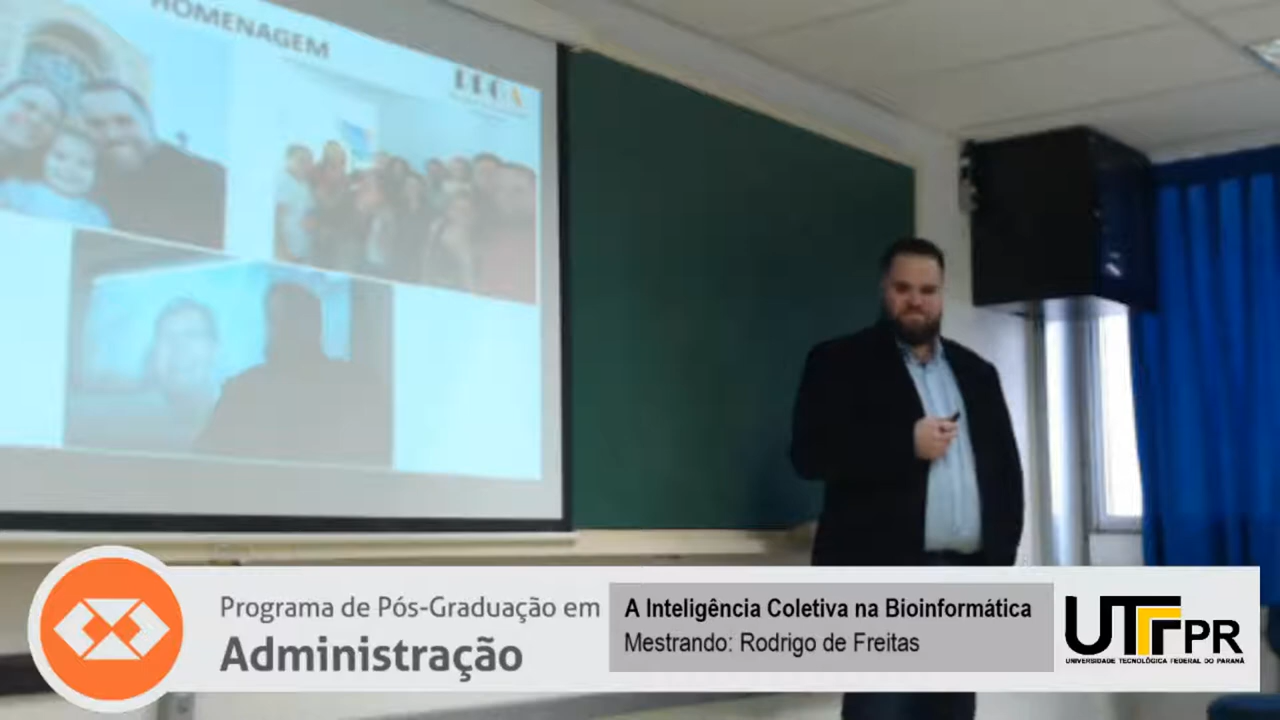 HOMENAGEM
PPGA
Programa de Pós-Graduação em
Administração
A Inteligência Coletiva na Bioinformática
Mestrando: Rodrigo de Freitas
UTFPR
UNIVERSIDADE TECNOLÓGICA FEDERAL DO PARANÁ